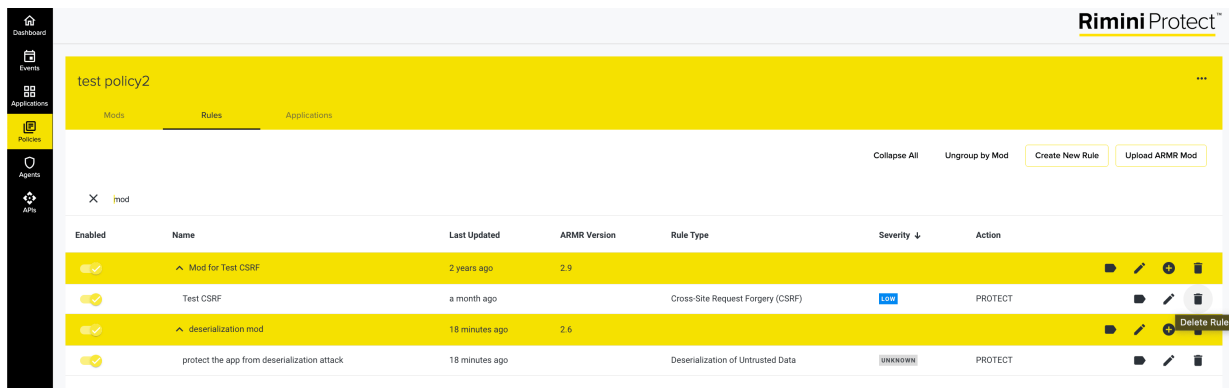 Rimini Protect™
Dashboard
Events
Applications
Policies
Agents
APIs
test policy2
Mods Rules Applications
Collapse All Ungroup by Mod Create New Rule Upload ARMR Mod
mod
Enabled Name Last Updated ARMR Version Rule Type Severity Action
Mod for Test CSRF 2 years ago 2.9
Test CSRF a month ago Cross-Site Request Forgery (CSRF) LOW PROTECT
Delete Rule
deserialization mod 18 minutes ago 2.6
protect the app from deserialization attack 18 minutes ago Deserialization of Untrusted Data UNKNOWN PROTECT